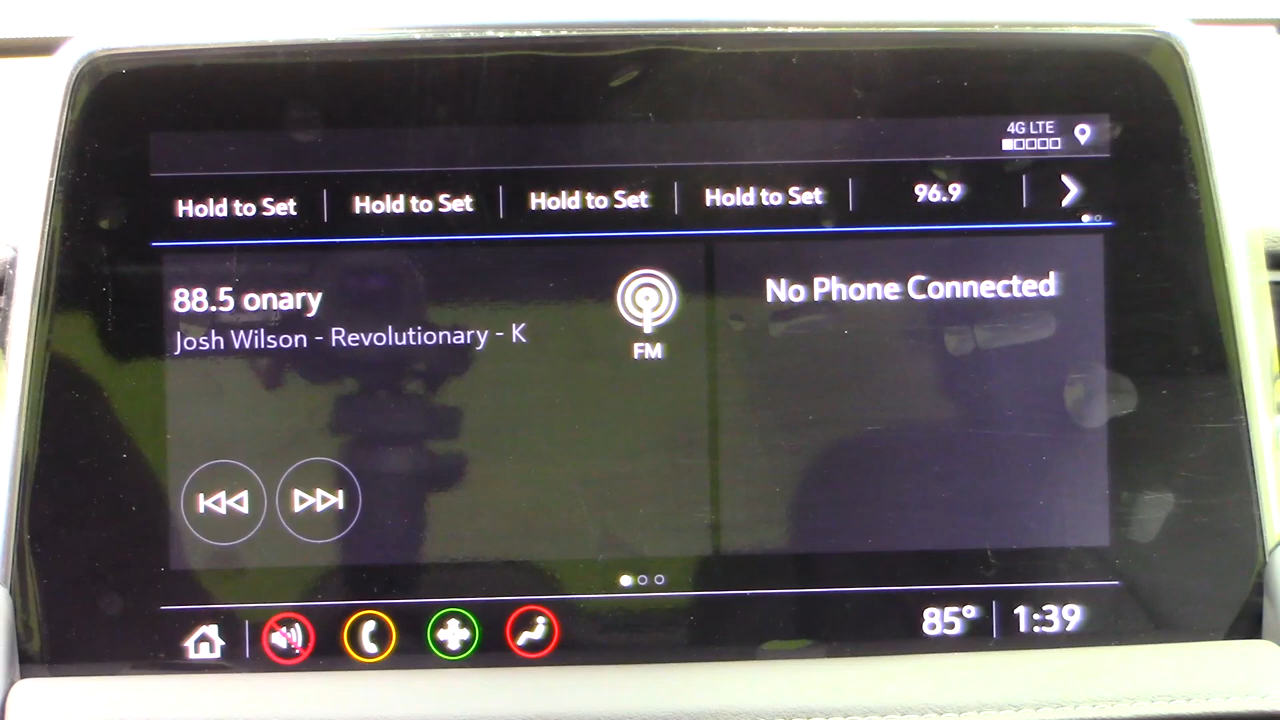 4G LTE
Hold to Set Hold to Set Hold to Set Hold to Set 96.9
88.5 onary
Josh Wilson - Revolutionary - K
FM
No Phone Connected
85° 1:39